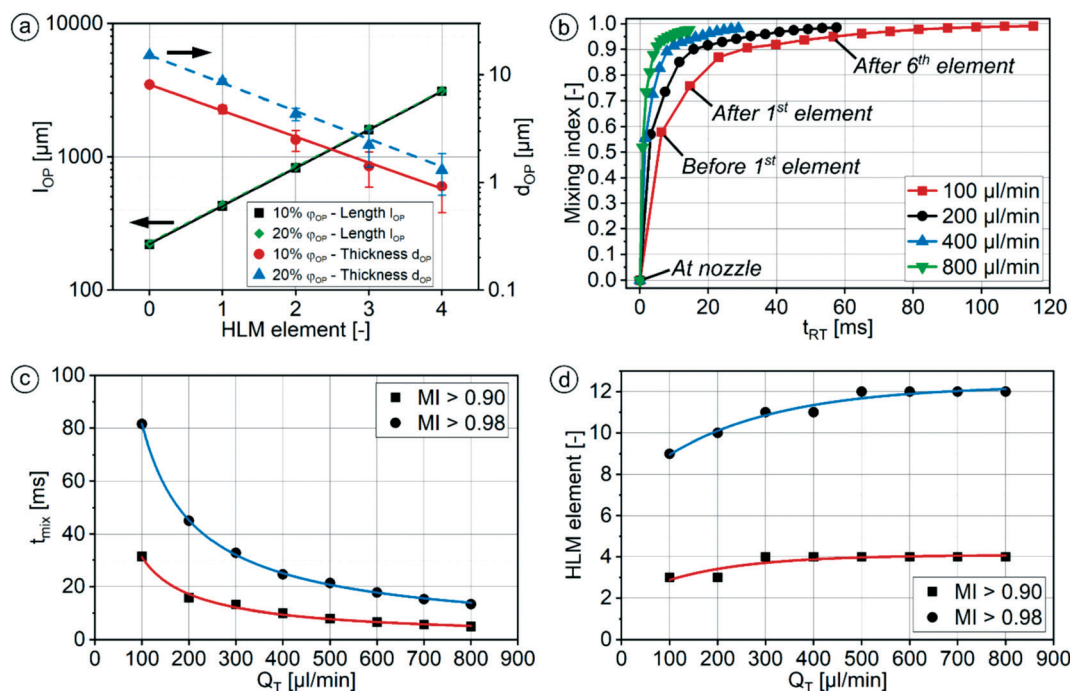 a
10000
1000
100
l_OP [µm]
10
1
0.1
d_OP [µm]
10% φ_OP - Length l_OP
20% φ_OP - Length l_OP
10% φ_OP - Thickness d_OP
20% φ_OP - Thickness d_OP
0 1 2 3 4
HLM element [-]
b
1.0
0.9
0.8
0.7
0.6
0.5
0.4
0.3
0.2
0.1
0.0
Mixing index [-]
After 6th element
After 1st element
Before 1st element
At nozzle
100 µl/min
200 µl/min
400 µl/min
800 µl/min
0 20 40 60 80 100 120
t_RT [ms]
c
100
80
60
40
20
0
t_mix [ms]
MI > 0.90
MI > 0.98
0 100 200 300 400 500 600 700 800 900
Q_T [µl/min]
d
12
10
8
6
4
2
0
HLM element [-]
MI > 0.90
MI > 0.98
0 100 200 300 400 500 600 700 800 900
Q_T [µl/min]